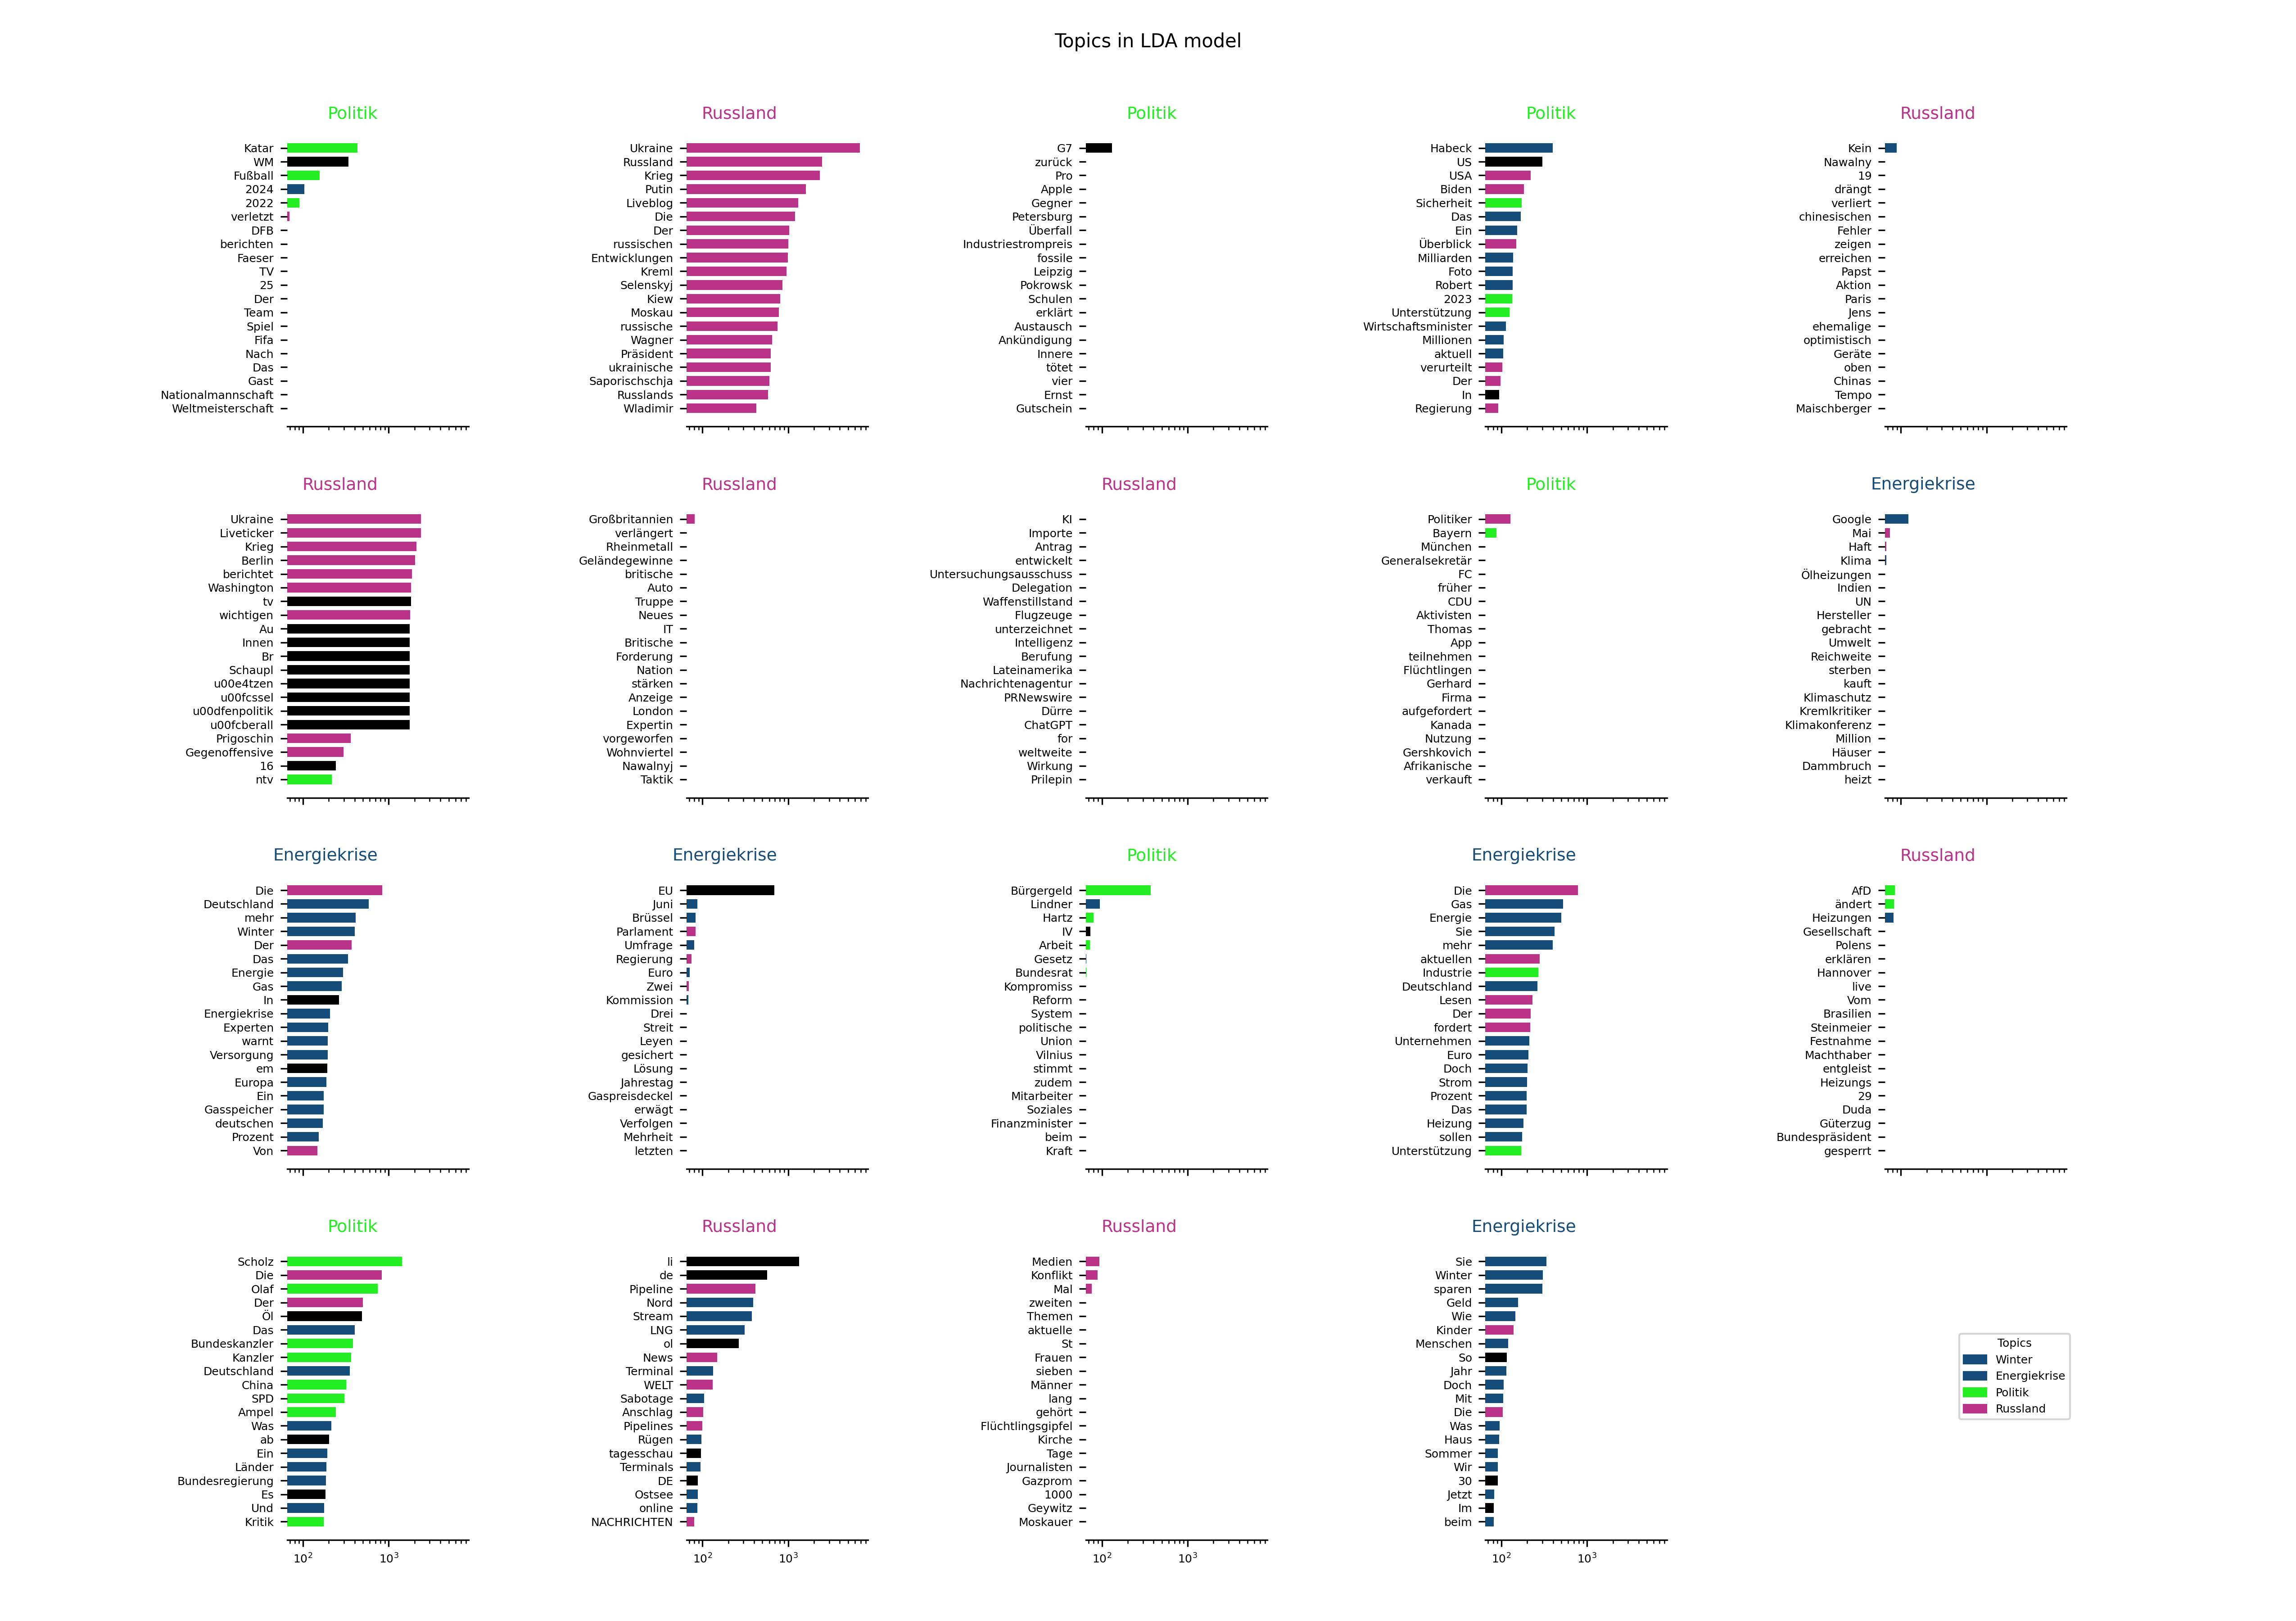 Topics in LDA model
Politik
Katar
WM
Fußball
2024
2022
verletzt
DFB
berichten
Faeser
TV
25
Der
Team
Spiel
Fifa
Nach
Das
Gast
Nationalmannschaft
Weltmeisterschaft
Russland
Ukraine
Russland
Krieg
Putin
Liveblog
Die
Der
russischen
Entwicklungen
Kreml
Selenskyj
Kiew
Moskau
russische
Wagner
Präsident
ukrainische
Saporischschja
Russlands
Wladimir
Politik
G7
zurück
Pro
Apple
Gegner
Petersburg
Überfall
Industriestrompreis
fossile
Leipzig
Pokrowsk
Schulen
erklärt
Austausch
Ankündigung
Innere
tötet
vier
Ernst
Gutschein
Politik
Habeck
US
USA
Biden
Sicherheit
Das
Ein
Überblick
Milliarden
Foto
Robert
2023
Unterstützung
Wirtschaftsminister
Millionen
aktuell
verurteilt
Der
In
Regierung
Russland
Kein
Nawalny
19
drängt
verliert
chinesischen
Fehler
zeigen
erreichen
Papst
Aktion
Paris
Jens
ehemalige
optimistisch
Geräte
oben
Chinas
Tempo
Maischberger
Russland
Ukraine
Liveticker
Krieg
Berlin
berichtet
Washington
tv
wichtigen
Au
Innen
Br
Schaupl
u00e4tzen
u00fcssel
u00dfenpolitik
u00fcberall
Prigoschin
Gegenoffensive
16
ntv
Russland
Großbritannien
verlängert
Rheinmetall
Geländegewinne
britische
Auto
Truppe
Neues
IT
Britische
Forderung
Nation
stärken
Anzeige
London
Expertin
vorgeworfen
Wohnviertel
Nawalnyj
Taktik
Russland
KI
Importe
Antrag
entwickelt
Untersuchungsausschuss
Delegation
Waffenstillstand
Flugzeuge
unterzeichnet
Intelligenz
Berufung
Lateinamerika
Nachrichtenagentur
PRNewswire
Dürre
ChatGPT
for
weltweite
Wirkung
Prilepin
Politik
Politiker
Bayern
München
Generalsekretär
FC
früher
CDU
Aktivisten
Thomas
App
teilnehmen
Flüchtlingen
Gerhard
Firma
aufgefordert
Kanada
Nutzung
Gershkovich
Afrikanische
verkauft
Energiekrise
Google
Mai
Haft
Klima
Ölheizungen
Indien
UN
Hersteller
gebracht
Umwelt
Reichweite
sterben
kauft
Klimaschutz
Kremlkritiker
Klimakonferenz
Million
Häuser
Dammbruch
heizt
Energiekrise
Die
Deutschland
mehr
Winter
Der
Das
Energie
Gas
In
Energiekrise
Experten
warnt
Versorgung
em
Europa
Ein
Gasspeicher
deutschen
Prozent
Von
Energiekrise
EU
Juni
Brüssel
Parlament
Umfrage
Regierung
Euro
Zwei
Kommission
Drei
Streit
Leyen
gesichert
Lösung
Jahrestag
Gaspreisdeckel
erwägt
Verfolgen
Mehrheit
letzten
Politik
Bürgergeld
Lindner
Hartz
IV
Arbeit
Gesetz
Bundesrat
Kompromiss
Reform
System
politische
Union
Vilnius
stimmt
zudem
Mitarbeiter
Soziales
Finanzminister
beim
Kraft
Energiekrise
Die
Gas
Energie
Sie
mehr
aktuellen
Industrie
Deutschland
Lesen
Der
fordert
Unternehmen
Euro
Doch
Strom
Prozent
Das
Heizung
sollen
Unterstützung
Russland
AfD
ändert
Heizungen
Gesellschaft
Polens
erklären
Hannover
live
Vom
Brasilien
Steinmeier
Festnahme
Machthaber
entgleist
Heizungs
29
Duda
Güterzug
Bundespräsident
gesperrt
Politik
Scholz
Die
Olaf
Der
Öl
Das
Bundeskanzler
Kanzler
Deutschland
China
SPD
Ampel
Was
ab
Ein
Länder
Bundesregierung
Es
Und
Kritik
10²
10³
Russland
li
de
Pipeline
Nord
Stream
LNG
ol
News
Terminal
WELT
Sabotage
Anschlag
Pipelines
Rügen
tagesschau
Terminals
DE
Ostsee
online
NACHRICHTEN
10²
10³
Russland
Medien
Konflikt
Mal
zweiten
Themen
aktuelle
St
Frauen
sieben
Männer
lang
gehört
Flüchtlingsgipfel
Kirche
Tage
Journalisten
Gazprom
1000
Geywitz
Moskauer
10²
10³
Energiekrise
Sie
Winter
sparen
Geld
Wie
Kinder
Menschen
So
Jahr
Doch
Mit
Die
Was
Haus
Sommer
Wir
30
Jetzt
Im
beim
10²
10³
Topics
Winter
Energiekrise
Politik
Russland